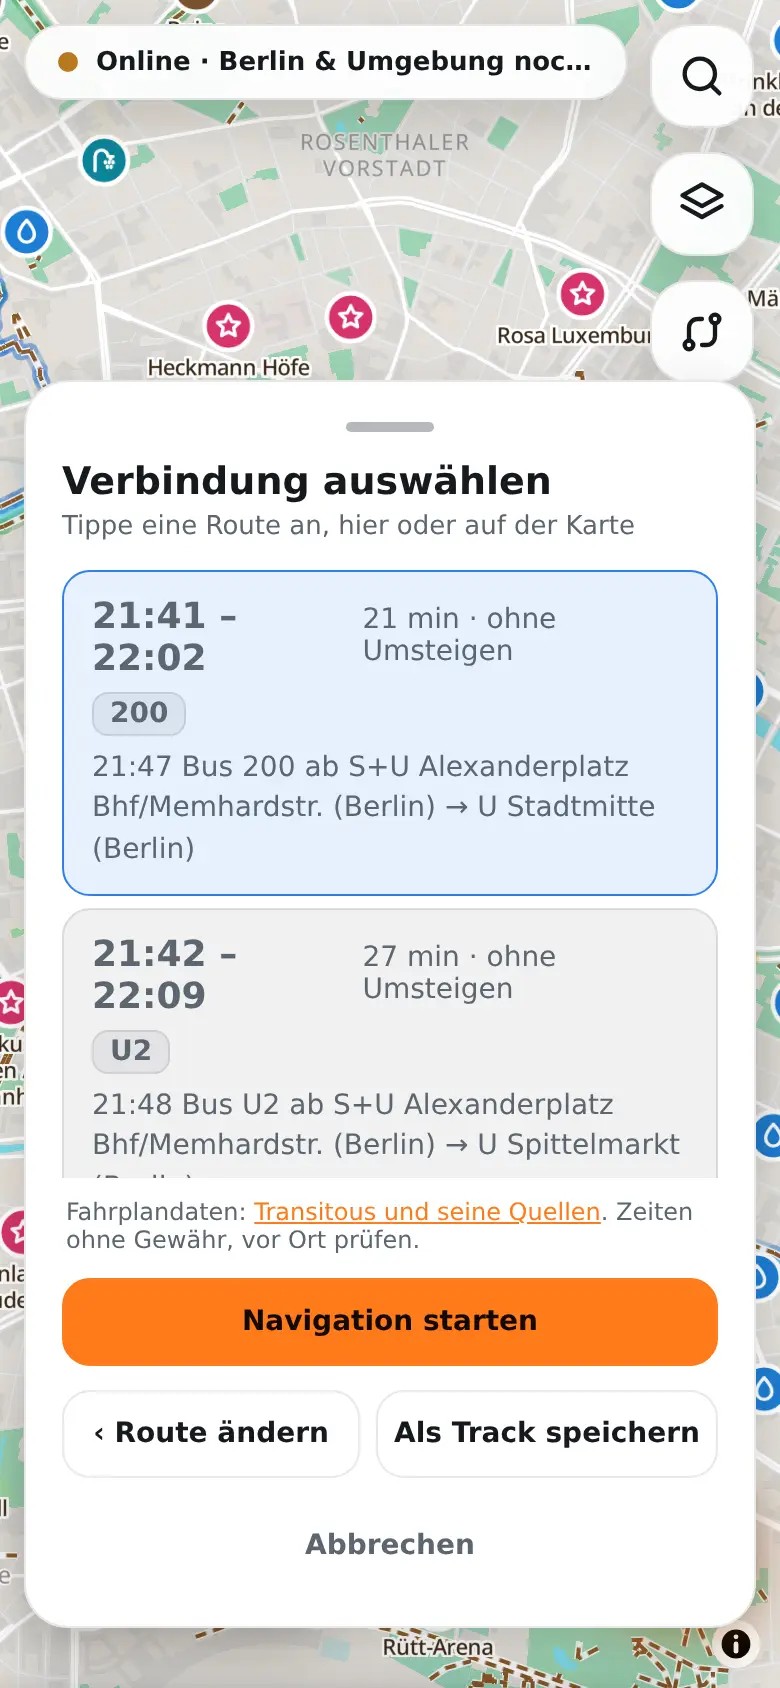 Online · Berlin & Umgebung noc...
ROSENTHALER
VORSTADT
Heckmann Höfe
Rosa Luxembur
Mä
Verbindung auswählen
Tippe eine Route an, hier oder auf der Karte
21:41 –
22:02
21 min · ohne
Umsteigen
200
21:47 Bus 200 ab S+U Alexanderplatz
Bhf/Memhardstr. (Berlin) → U Stadtmitte
(Berlin)
21:42 –
22:09
27 min · ohne
Umsteigen
U2
21:48 Bus U2 ab S+U Alexanderplatz
Bhf/Memhardstr. (Berlin) → U Spittelmarkt
Fahrplandaten: Transitous und seine Quellen. Zeiten
ohne Gewähr, vor Ort prüfen.
Navigation starten
‹ Route ändern
Als Track speichern
Abbrechen
Rütt-Arena